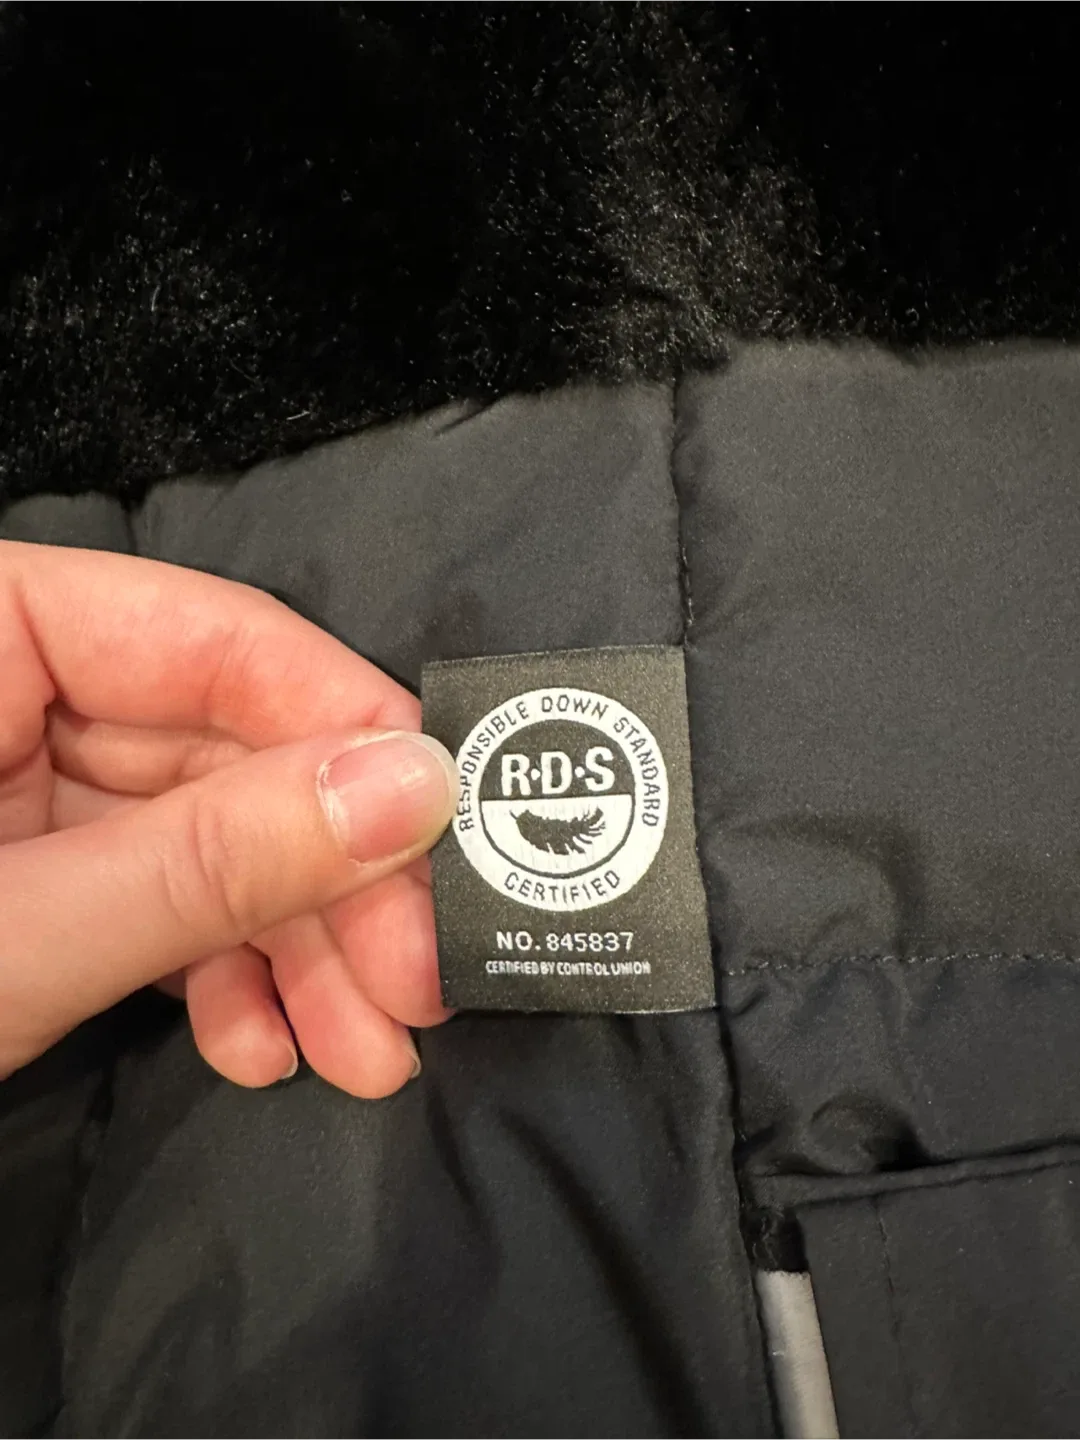 RESPONSIBLE DOWN STANDARD
R·D·S
CERTIFIED
NO. 845837
CERTIFIED BY CONTROL UNION